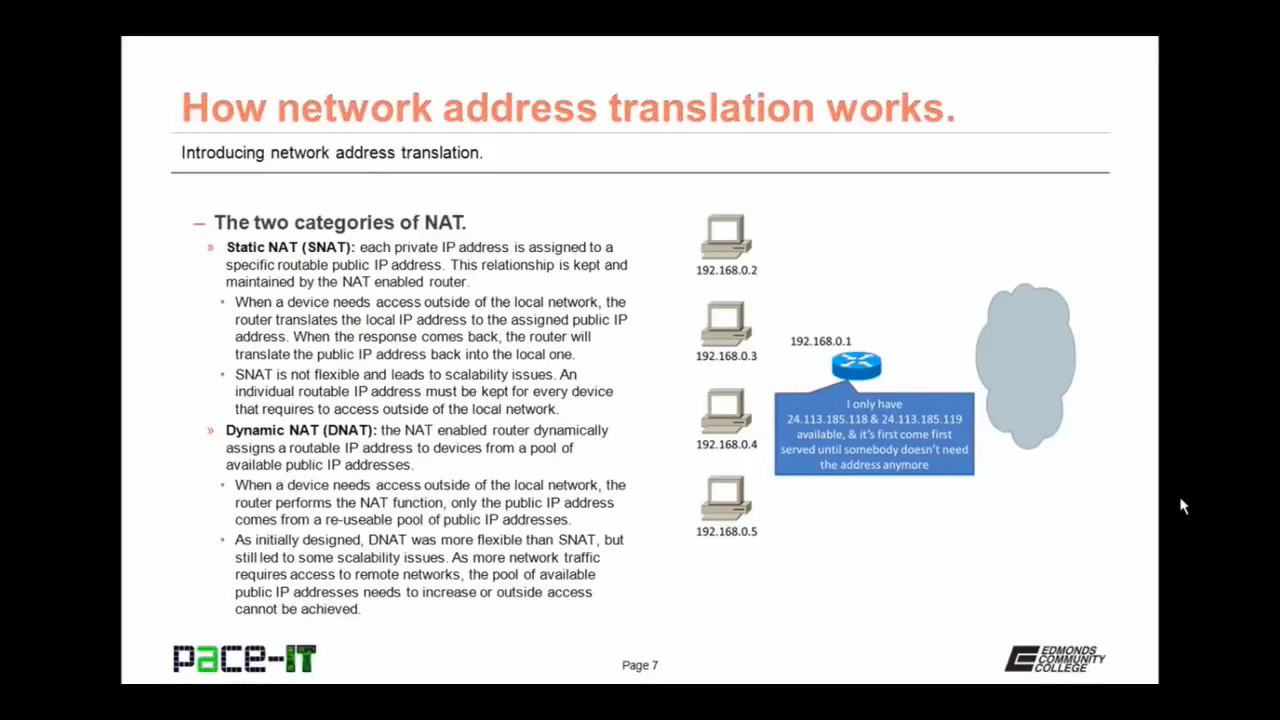 How network address translation works.
Introducing network address translation.
– The two categories of NAT.
» Static NAT (SNAT): each private IP address is assigned to a
specific routable public IP address. This relationship is kept and
maintained by the NAT enabled router.
• When a device needs access outside of the local network, the
router translates the local IP address to the assigned public IP
address. When the response comes back, the router will
translate the public IP address back into the local one.
• SNAT is not flexible and leads to scalability issues. An
individual routable IP address must be kept for every device
that requires to access outside of the local network.
» Dynamic NAT (DNAT): the NAT enabled router dynamically
assigns a routable IP address to devices from a pool of
available public IP addresses.
• When a device needs access outside of the local network, the
router performs the NAT function, only the public IP address
comes from a re-useable pool of public IP addresses.
• As initially designed, DNAT was more flexible than SNAT, but
still led to some scalability issues. As more network traffic
requires access to remote networks, the pool of available
public IP addresses needs to increase or outside access
cannot be achieved.
192.168.0.2
192.168.0.3
192.168.0.4
192.168.0.5
192.168.0.1
I only have
24.113.185.118 & 24.113.185.119
available, & it's first come first
served until somebody doesn't need
the address anymore
pace-IT
Page 7
EDMONDS
COMMUNITY
COLLEGE